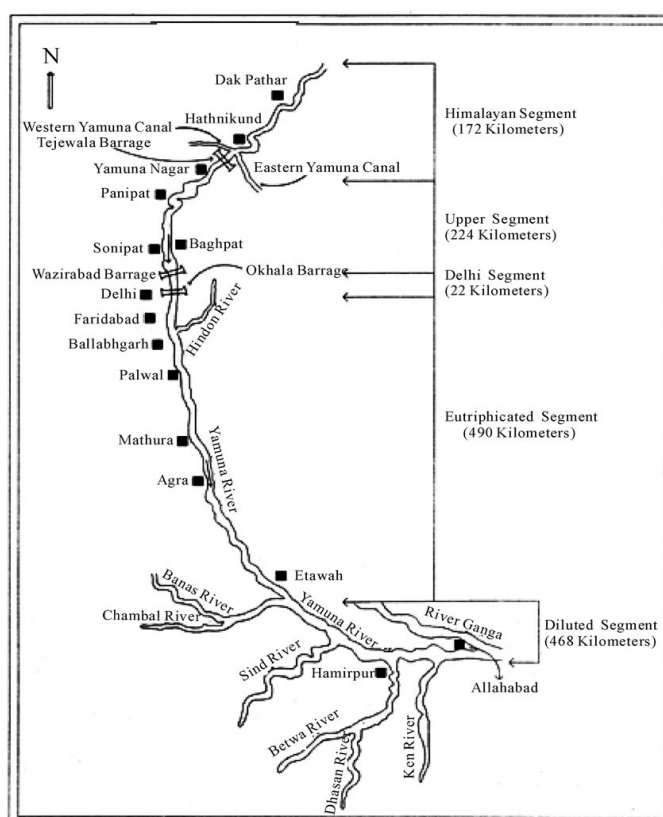 N
Dak Pathar
Hathnikund
Western Yamuna Canal
Tejewala Barrage
Eastern Yamuna Canal
Yamuna Nagar
Panipat
Sonipat
Baghpat
Wazirabad Barrage
Okhala Barrage
Delhi
Faridabad
Hindon River
Ballabhgarh
Palwal
Mathura
Yamuna River
Agra
Etawah
Banas River
Chambal River
Yamuna River
River Ganga
Sind River
Hamirpur
Allahabad
Betwa River
Dhasan River
Ken River
Himalayan Segment
(172 Kilometers)
Upper Segment
(224 Kilometers)
Delhi Segment
(22 Kilometers)
Eutriphicated Segment
(490 Kilometers)
Diluted Segment
(468 Kilometers)